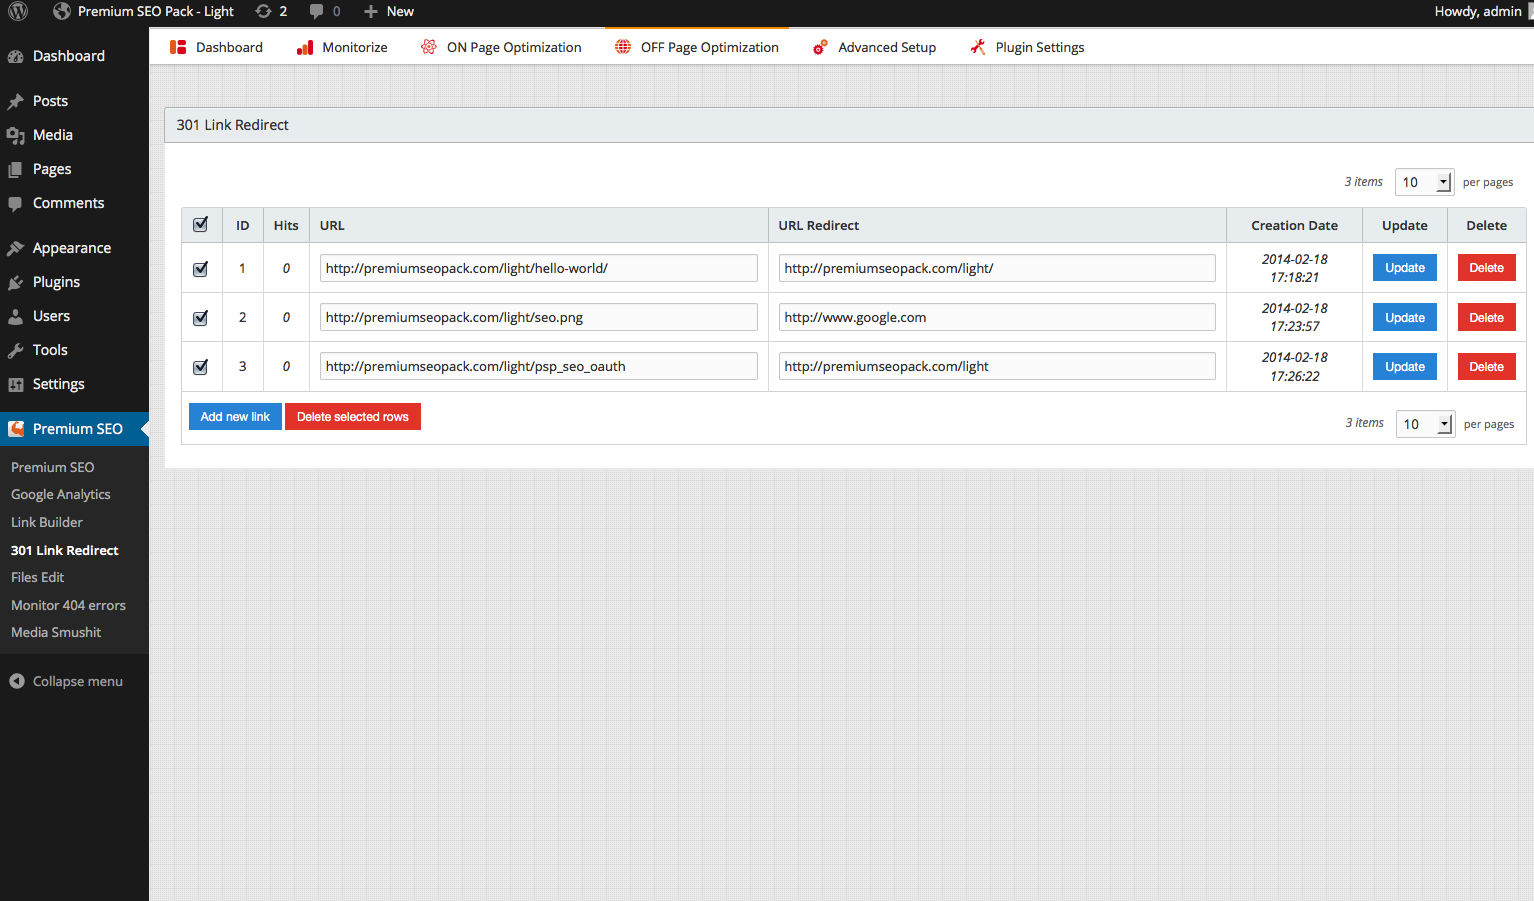 Premium SEO Pack - Light 2 0 New Howdy, admin
Dashboard
Posts
Media
Pages
Comments
Appearance
Plugins
Users
Tools
Settings
Premium SEO
Premium SEO
Google Analytics
Link Builder
301 Link Redirect
Files Edit
Monitor 404 errors
Media Smushit
Collapse menu
Dashboard Monitorize ON Page Optimization OFF Page Optimization Advanced Setup Plugin Settings
301 Link Redirect
3 items 10 per pages
ID Hits URL URL Redirect Creation Date Update Delete
1 0 http://premiumseopack.com/light/hello-world/ http://premiumseopack.com/light/ 2014-02-18 17:18:21 Update Delete
2 0 http://premiumseopack.com/light/seo.png http://www.google.com 2014-02-18 17:23:57 Update Delete
3 0 http://premiumseopack.com/light/psp_seo_oauth http://premiumseopack.com/light 2014-02-18 17:26:22 Update Delete
Add new link Delete selected rows 3 items 10 per pages